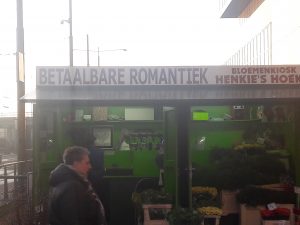 BETAALBARE ROMANTIEK
BLOEMENKIOSK
HENKIE'S HOEK